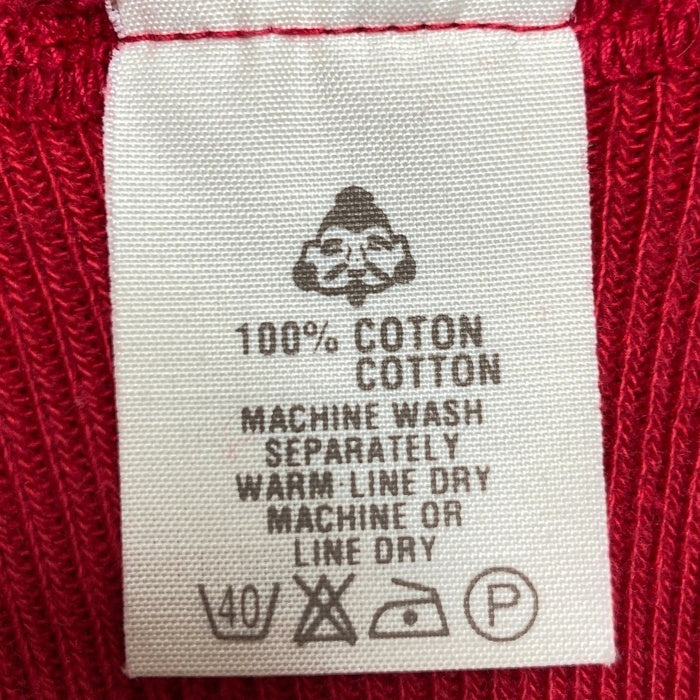 100% COTON
COTTON
MACHINE WASH
SEPARATELY
WARM·LINE DRY
MACHINE OR
LINE DRY
40 P